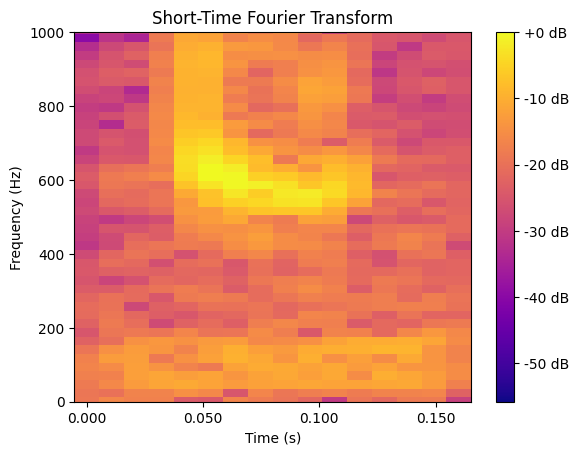 Short-Time Fourier Transform
1000
800
600
400
200
0
Frequency (Hz)
0.000
0.050
0.100
0.150
Time (s)
+0 dB
-10 dB
-20 dB
-30 dB
-40 dB
-50 dB